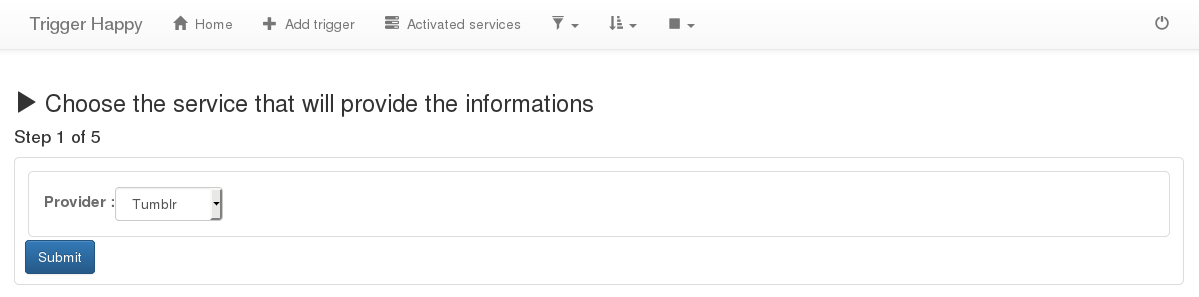 Trigger Happy Home Add trigger Activated services
Choose the service that will provide the informations
Step 1 of 5
Provider : Tumblr
Submit